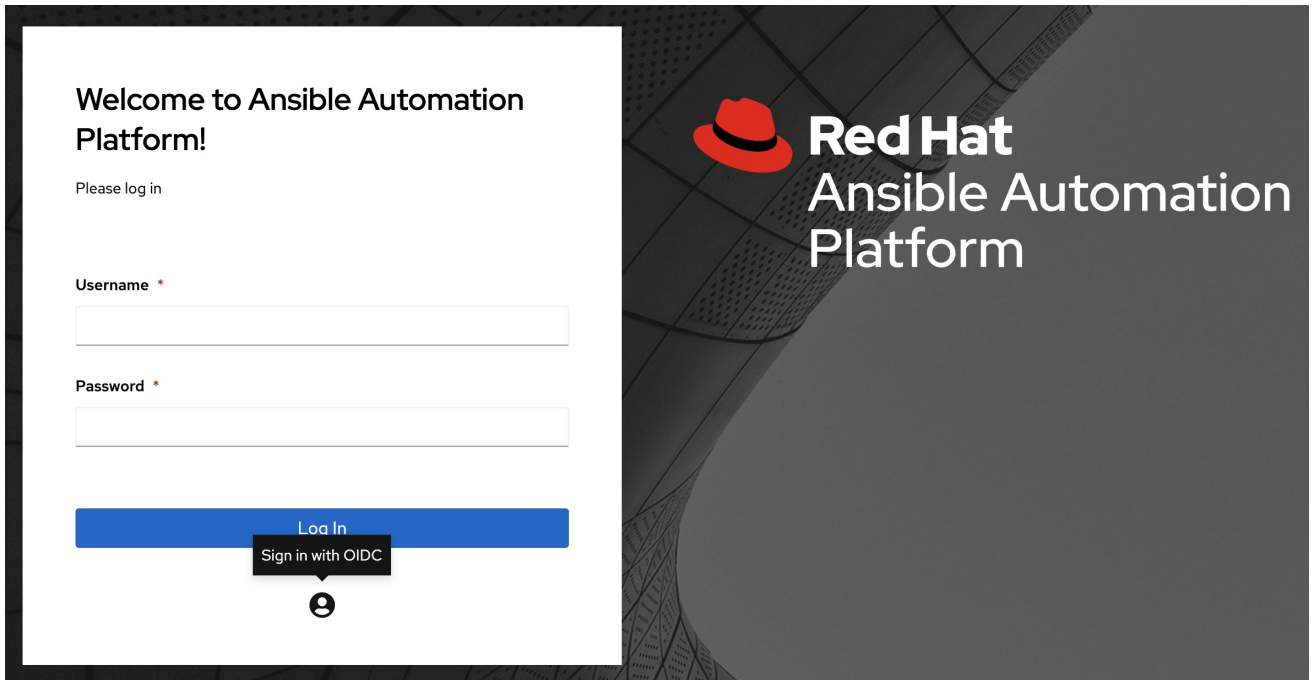 Welcome to Ansible Automation
Platform!
Please log in
Username *
Password *
Log In
Sign in with OIDC
Red Hat
Ansible Automation
Platform